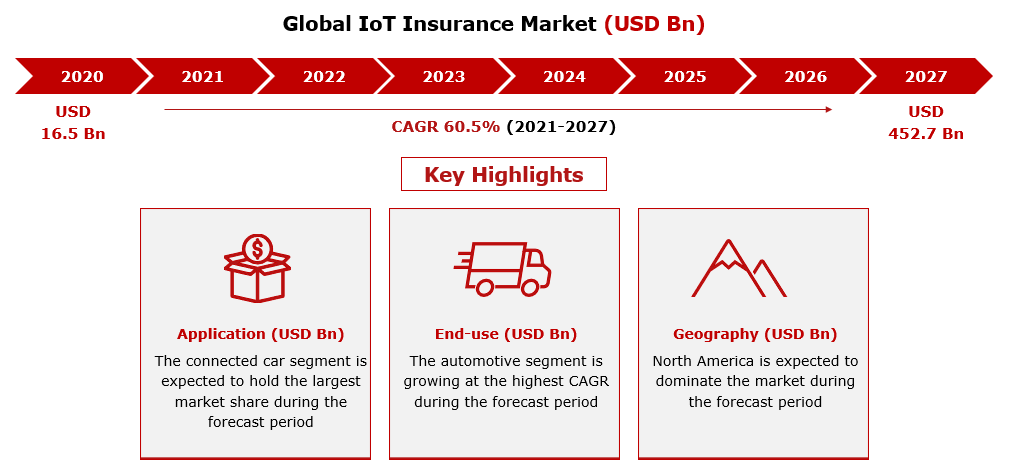 Global IoT Insurance Market (USD Bn)
2020 2021 2022 2023 2024 2025 2026 2027
USD
16.5 Bn
CAGR 60.5% (2021-2027)
USD
452.7 Bn
Key Highlights
$
Application (USD Bn)
The connected car segment is
expected to hold the largest
market share during the
forecast period
End-use (USD Bn)
The automotive segment is
growing at the highest CAGR
during the forecast period
Geography (USD Bn)
North America is expected to
dominate the market during
the forecast period